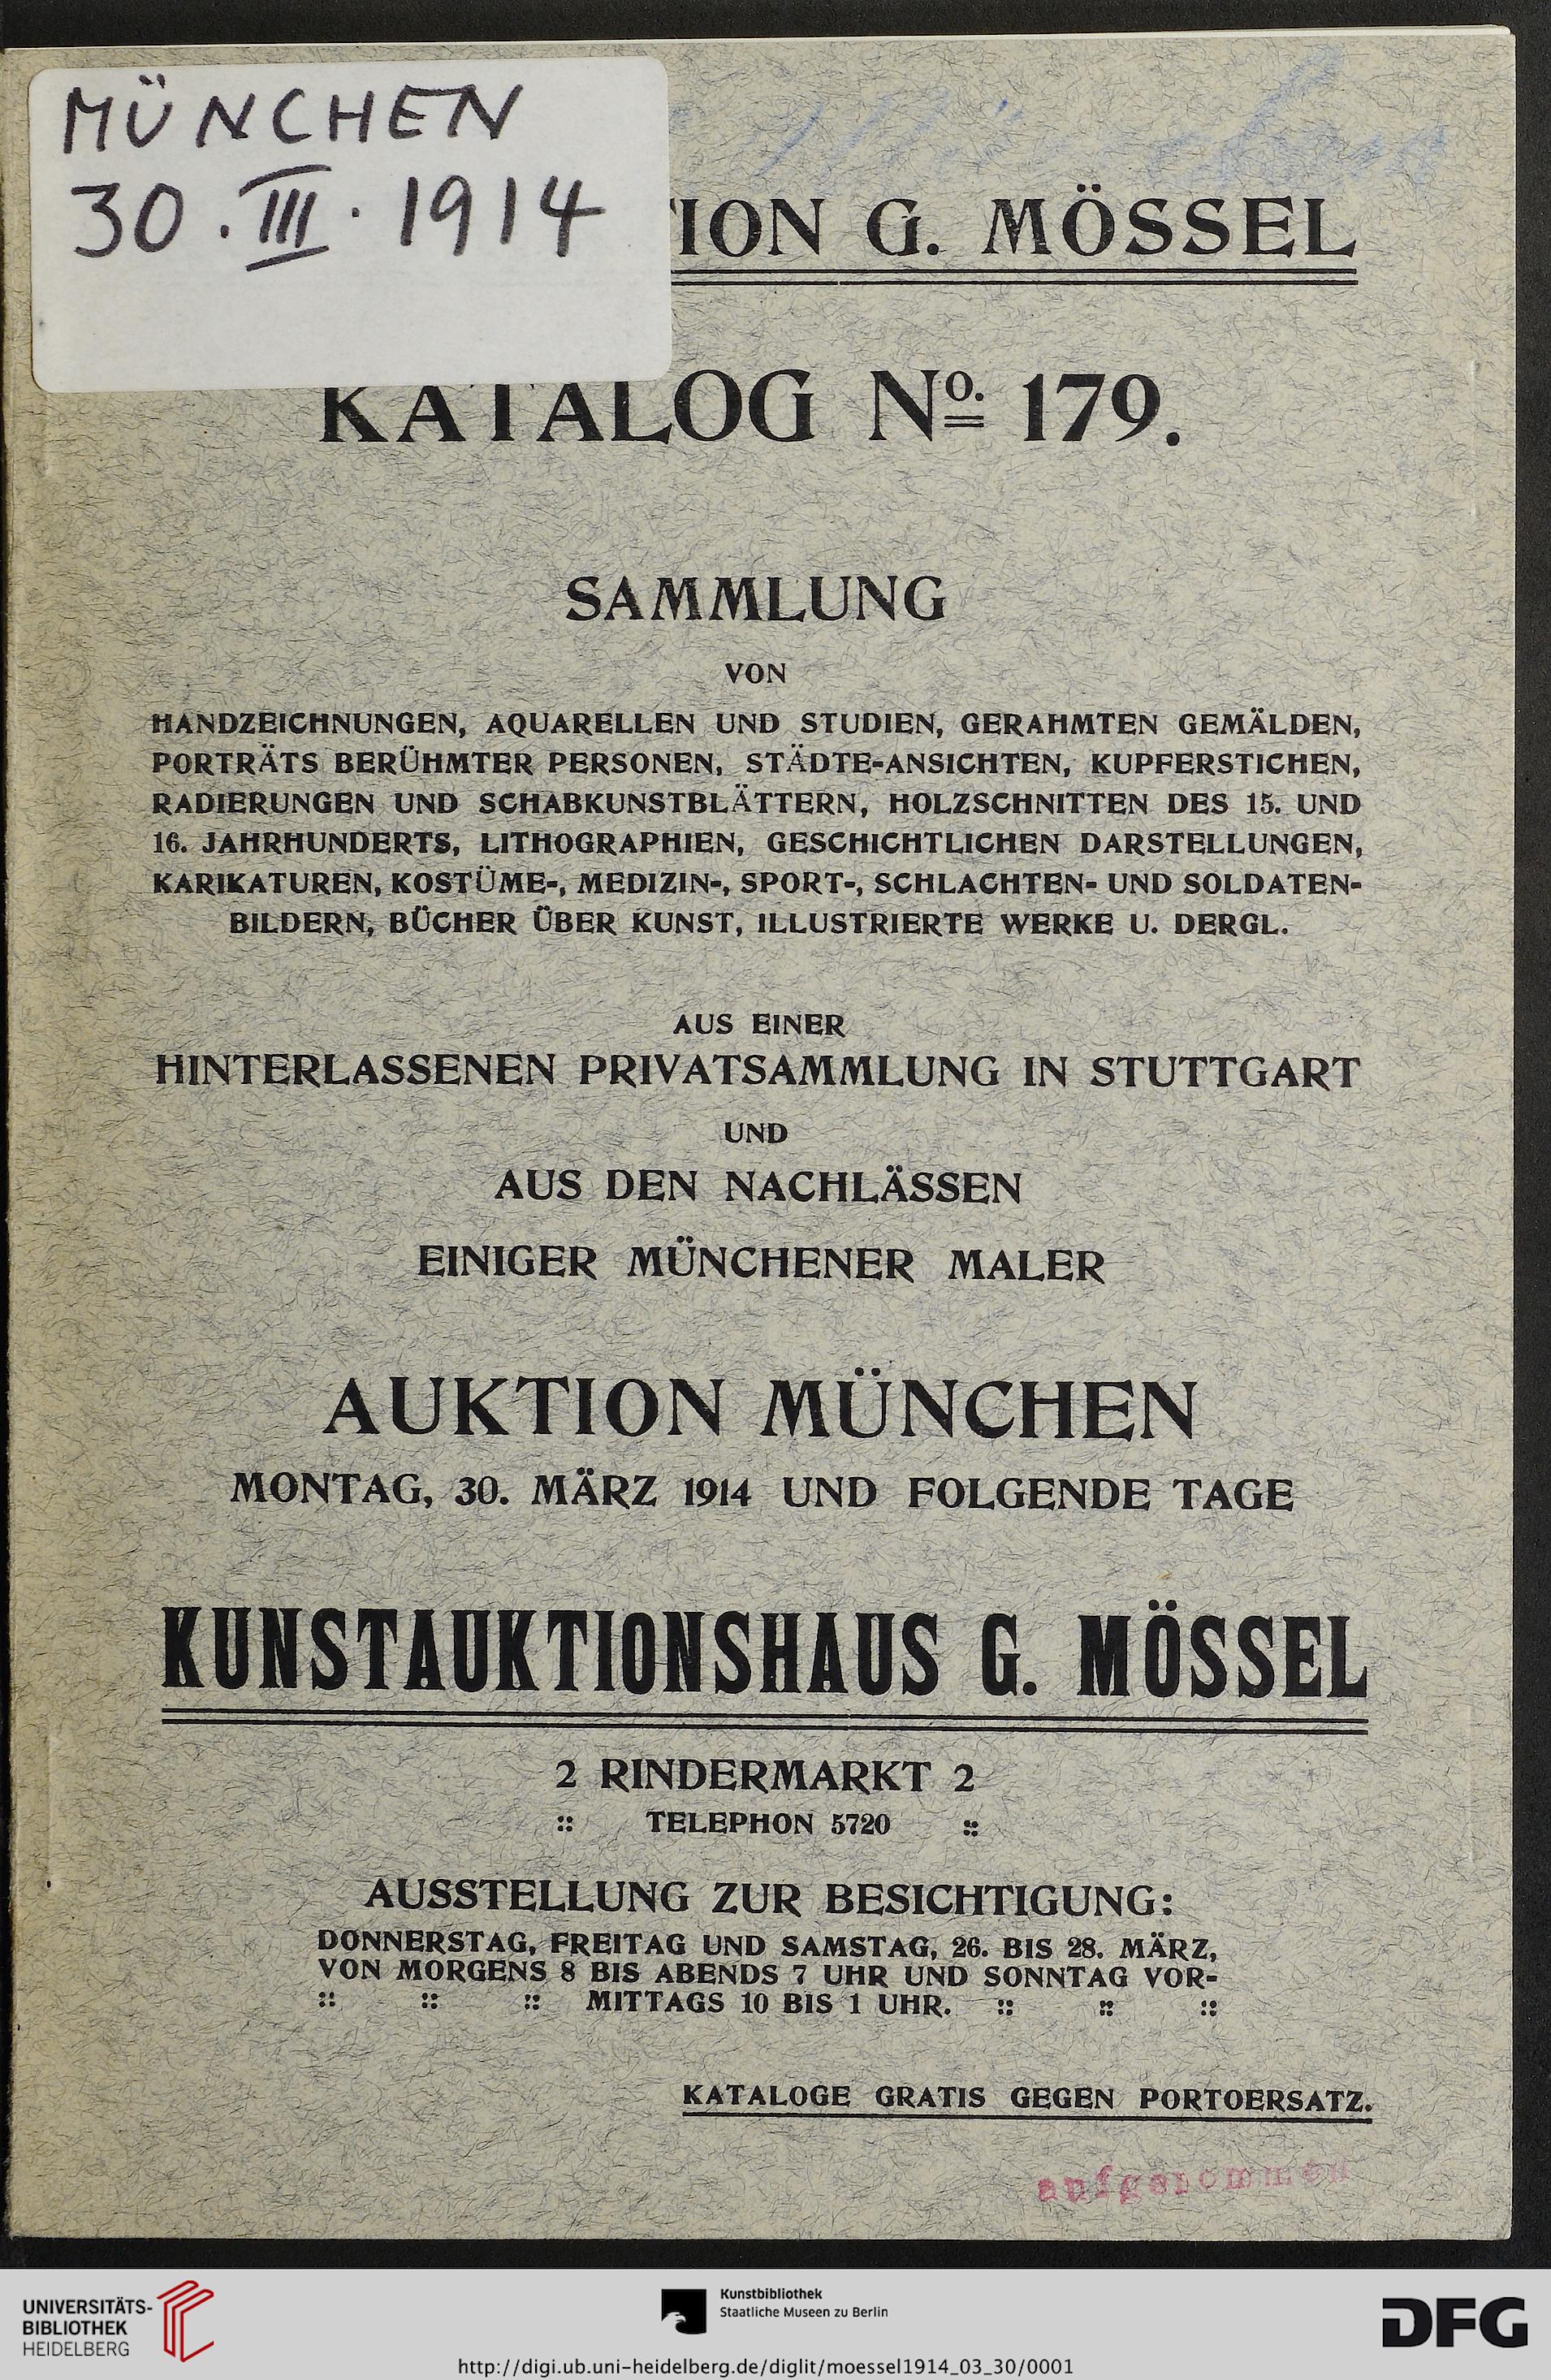 MÜNCHEN
30. III. 1914
G. MÖSSEL
KATALOG No. 179.
SAMMLUNG
VON
HANDZEICHNUNGEN, AQUARELLEN UND STUDIEN, GERAHMTEN GEMÄLDEN,
PORTRÄTS BERÜHMTER PERSONEN, STÄDTE-ANSICHTEN, KUPFERSTICHEN,
RADIERUNGEN UND SCHABKUNSTBLÄTTERN, HOLZSCHNITTEN DES 15. UND
16. JAHRHUNDERTS, LITHOGRAPHIEN, GESCHICHTLICHEN DARSTELLUNGEN,
KARIKATUREN, KOSTÜME-, MEDIZIN-, SPORT-, SCHLACHTEN- UND SOLDATEN-
BILDERN, BÜCHER ÜBER KUNST, ILLUSTRIERTE WERKE U. DERGL.
AUS EINER
HINTERLASSENEN PRIVATSAMMLUNG IN STUTTGART
UND
AUS DEN NACHLÄSSEN
EINIGER MÜNCHENER MALER
AUKTION MÜNCHEN
MONTAG, 30. MÄRZ 1914 UND FOLGENDE TAGE
KUNSTAUKTIONSHAUS G. MÖSSEL
2 RINDERMARKT 2
:: TELEPHON 5720 ::
AUSSTELLUNG ZUR BESICHTIGUNG:
DONNERSTAG, FREITAG UND SAMSTAG, 26. BIS 28. MÄRZ,
VON MORGENS 8 BIS ABENDS 7 UHR UND SONNTAG VOR-
:: :: :: MITTAGS 10 BIS 1 UHR. :: :: ::
KATALOGE GRATIS GEGEN PORTOERSATZ.
aufgenommen
UNIVERSITÄTS-
BIBLIOTHEK
HEIDELBERG
Kunstbibliothek
Staatliche Museen zu Berlin
DFG
http://digi.ub.uni-heidelberg.de/diglit/moessel1914_03_30/0001